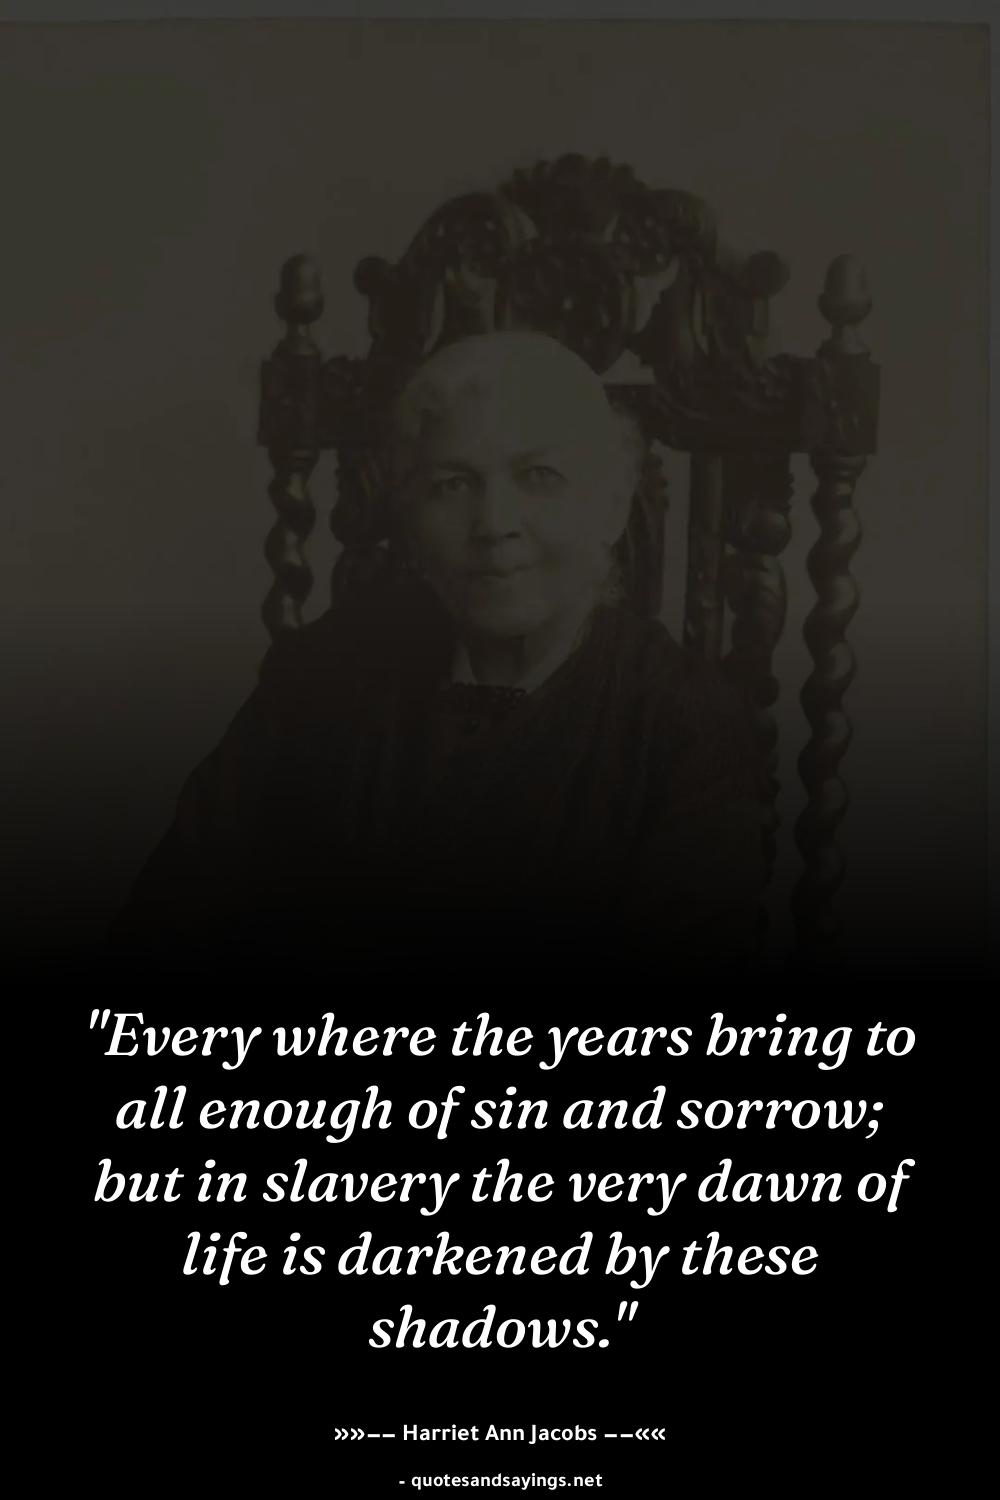 "Every where the years bring to
all enough of sin and sorrow;
but in slavery the very dawn of
life is darkened by these
shadows."
»»–– Harriet Ann Jacobs ––««
- quotesandsayings.net